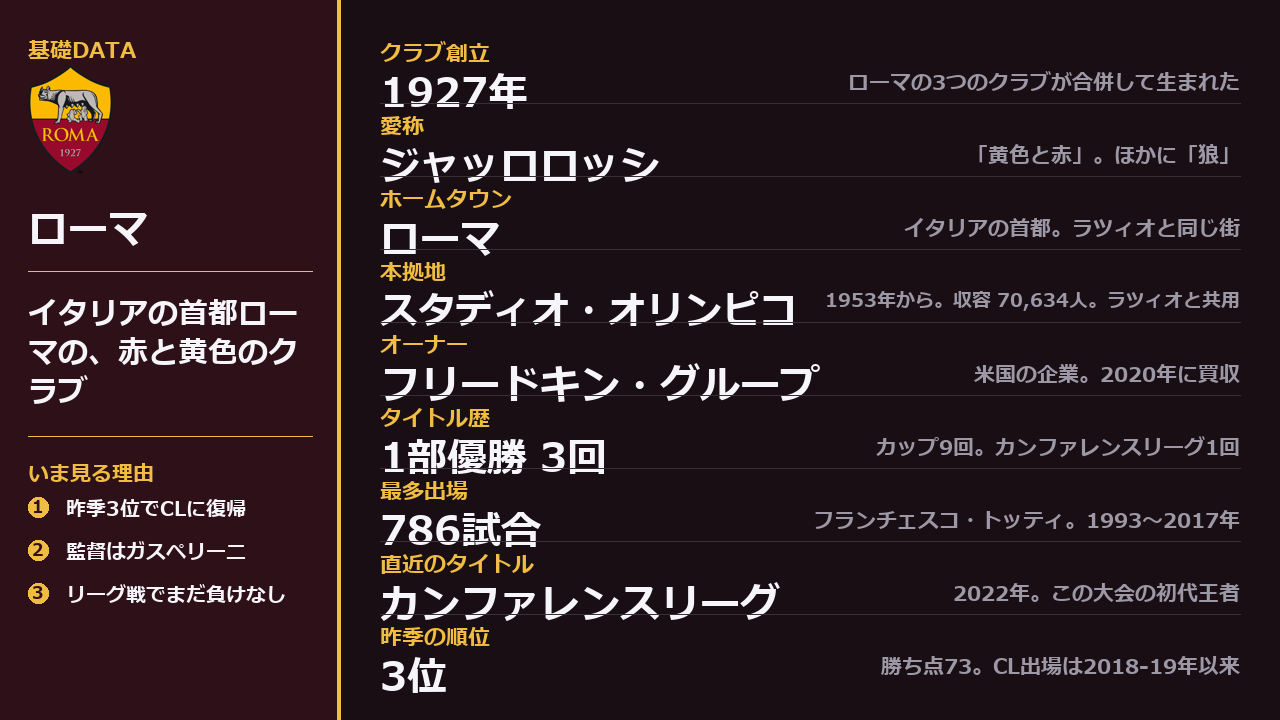 基礎DATA
ROMA
1927
ローマ
イタリアの首都ロー
マの、赤と黄色のク
ラブ
いま見る理由
1 昨季3位でCLに復帰
2 監督はガスペリーニ
3 リーグ戦でまだ負けなし
クラブ創立
1927年 ローマの3つのクラブが合併して生まれた
愛称
ジャッロロッシ 「黄色と赤」。ほかに「狼」
ホームタウン
ローマ イタリアの首都。ラツィオと同じ街
本拠地
スタディオ・オリンピコ 1953年から。収容 70,634人。ラツィオと共用
オーナー
フリードキン・グループ 米国の企業。2020年に買収
タイトル歴
1部優勝 3回 カップ9回。カンファレンスリーグ1回
最多出場
786試合 フランチェスコ・トッティ。1993〜2017年
直近のタイトル
カンファレンスリーグ 2022年。この大会の初代王者
昨季の順位
3位 勝ち点73。CL出場は2018-19年以来